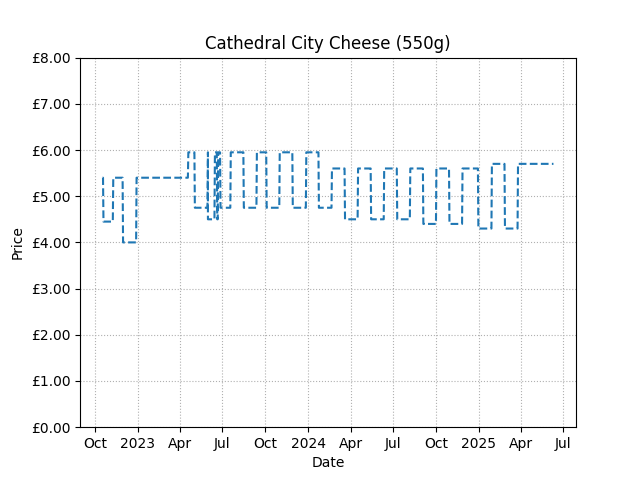 Cathedral City Cheese (550g)
£8.00
£7.00
£6.00
£5.00
£4.00
£3.00
£2.00
£1.00
£0.00
Price
Oct 2023 Apr Jul Oct 2024 Apr Jul Oct 2025 Apr Jul
Date